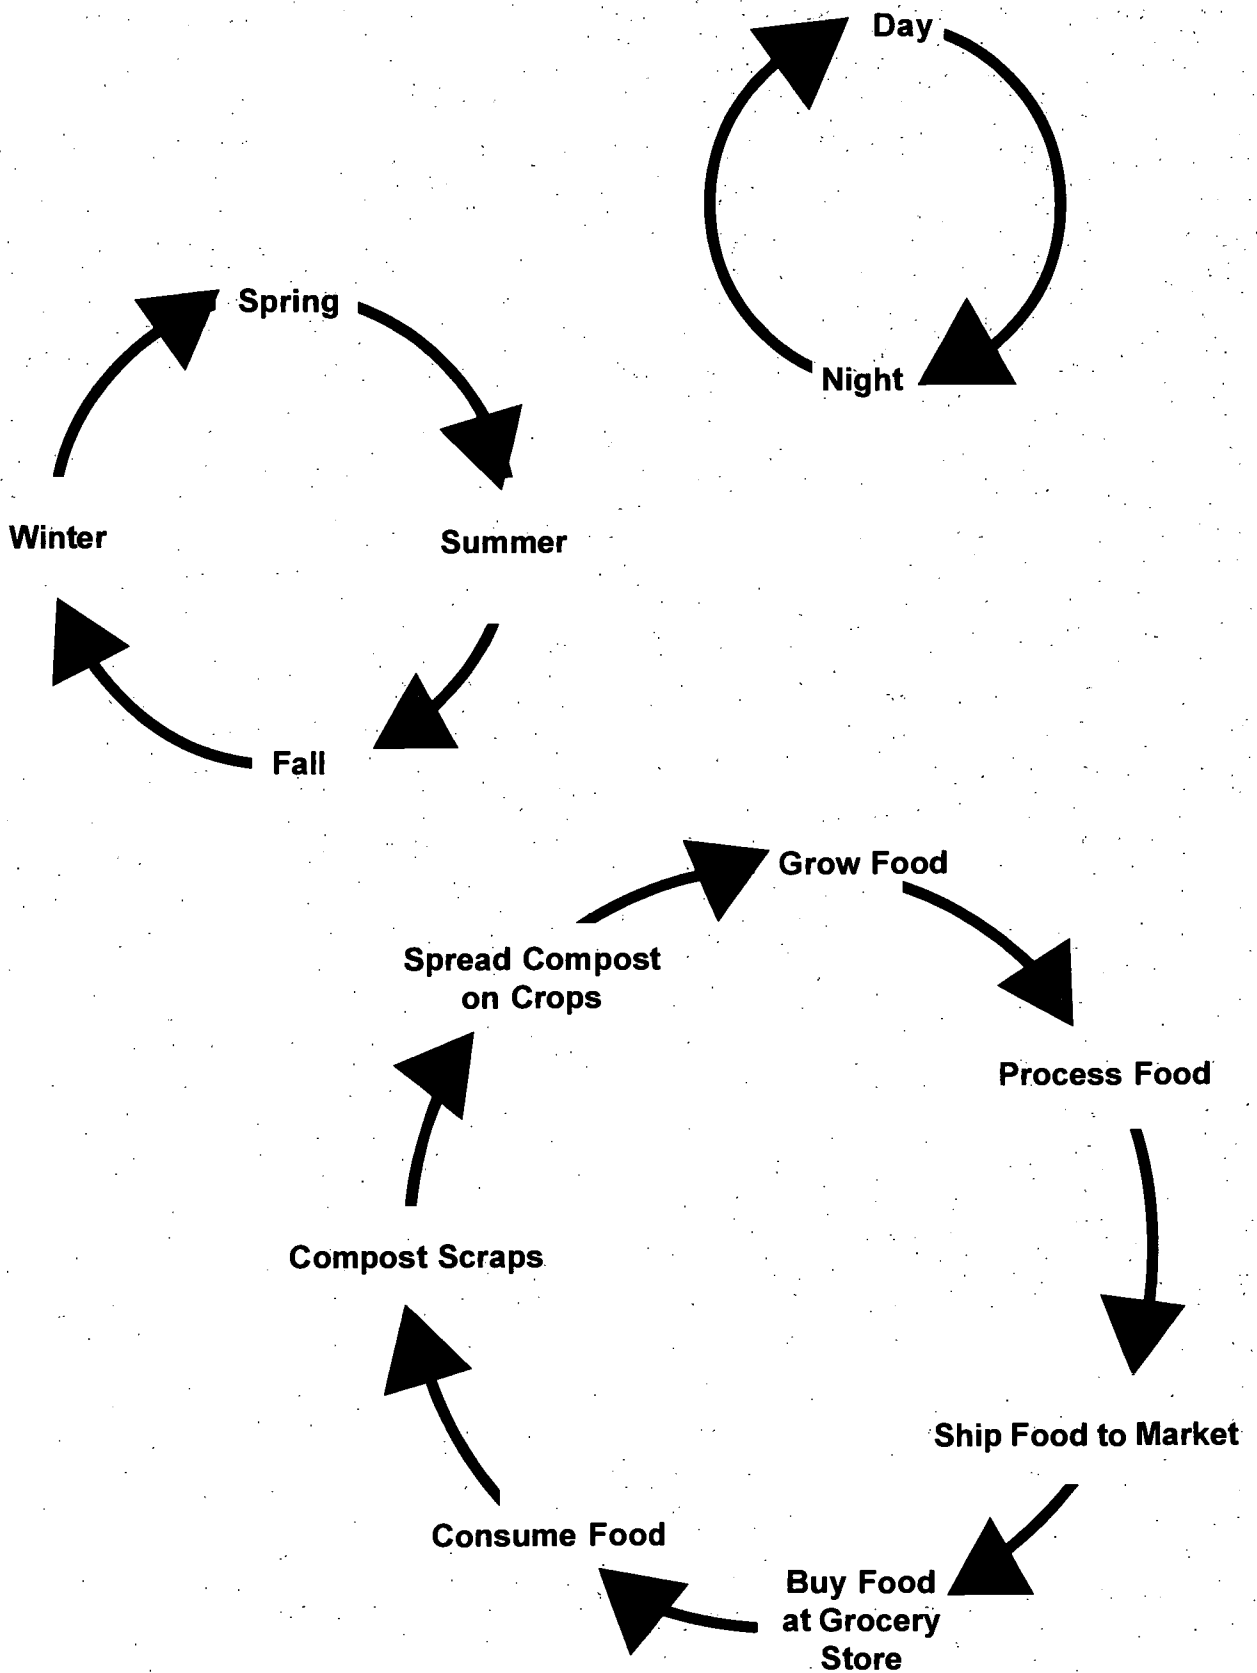 Day
Night
Spring
Summer
Fall
Winter
Grow Food
Process Food
Ship Food to Market
Buy Food
at Grocery
Store
Consume Food
Compost Scraps
Spread Compost
on Crops